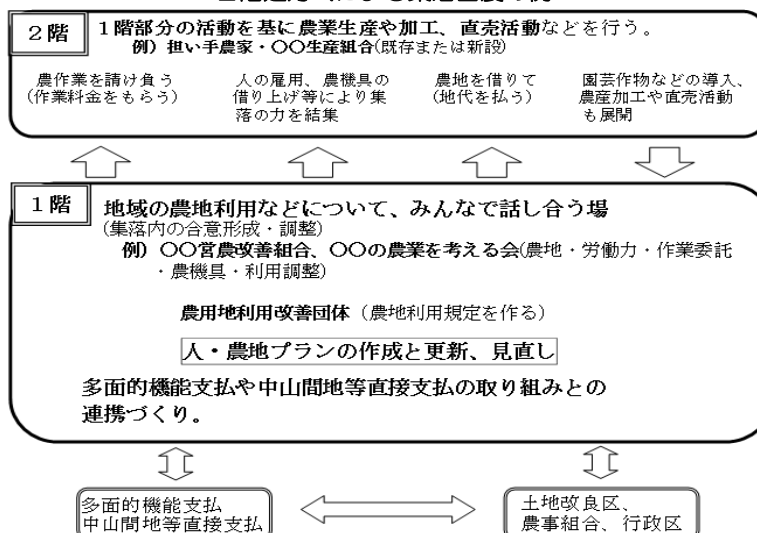 2階
1階部分の活動を基に農業生産や加工、直売活動などを行う。
例）担い手農家・〇〇生産組合(既存または新設)
農作業を請け負う
(作業料金をもらう)
人の雇用、農機具の
借り上げ等により集
落の力を結集
農地を借りて
(地代を払う)
園芸作物などの導入、
農産加工や直売活動
も展開
1階
地域の農地利用などについて、みんなで話し合う場
(集落内の合意形成・調整)
例）〇〇営農改善組合、〇〇の農業を考える会(農地・労働力・作業委託
・農機具・利用調整)
農用地利用改善団体（農地利用規定を作る）
人・農地プランの作成と更新、見直し
多面的機能支払や中山間地等直接支払の取り組みとの
連携づくり。
多面的機能支払
中山間地等直接支払
土地改良区、
農事組合、行政区